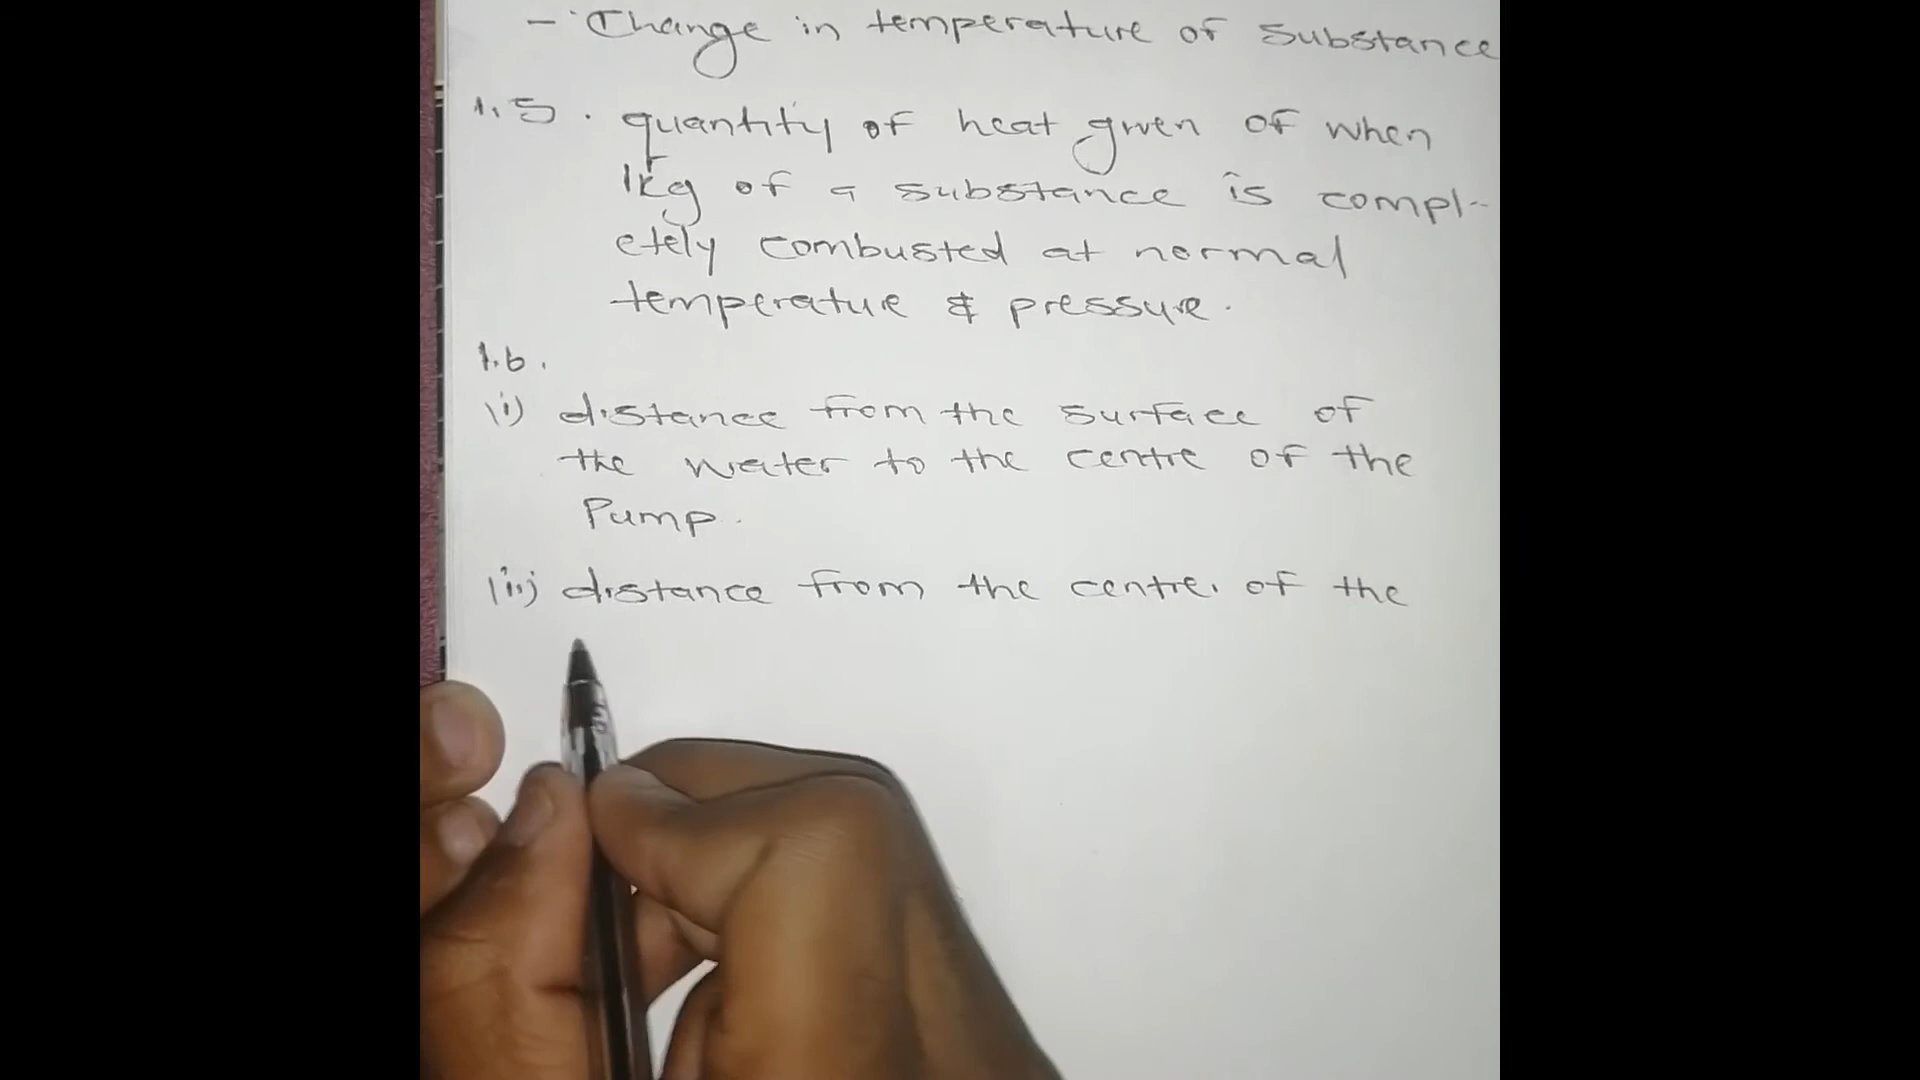 - Change in temperature of substance
1.5. quantity of heat given of when
1kg of a substance is compl-
etely combusted at normal
temperature & pressure.
1.6.
(i) distance from the surface of
the water to the centre of the
Pump.
(ii) distance from the centre of the